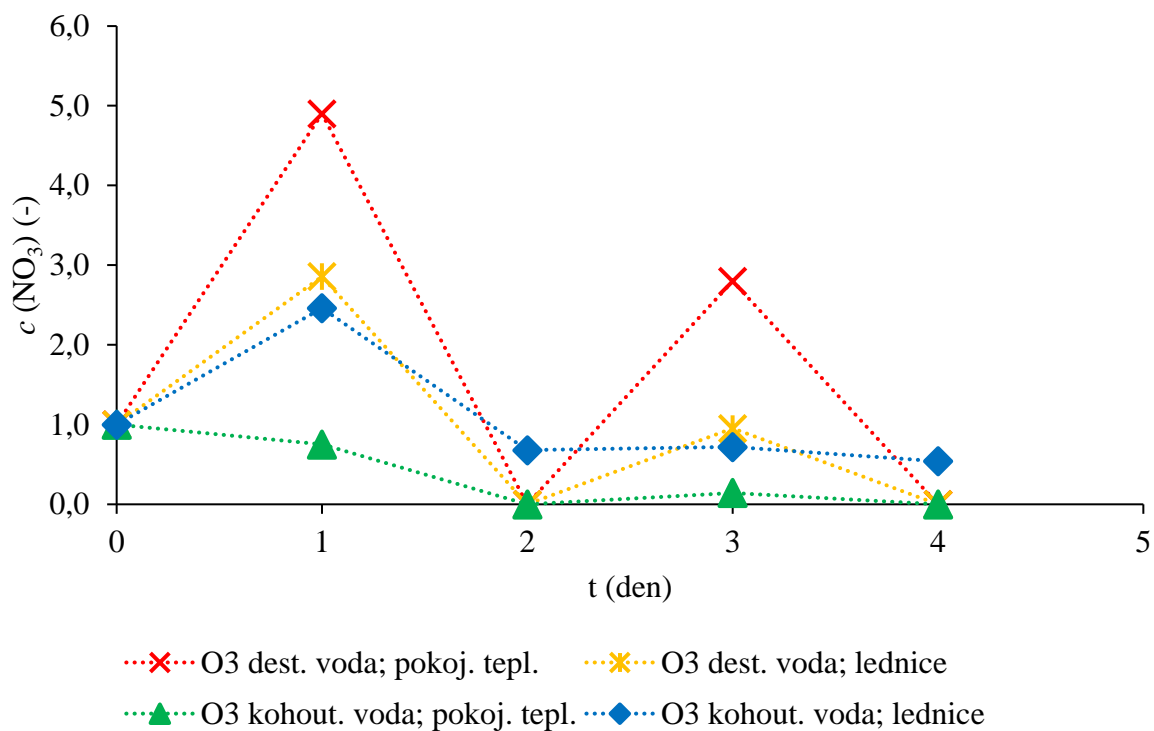 6,0
5,0
4,0
3,0
2,0
1,0
0,0
c (NO3) (-)
0 1 2 3 4 5
t (den)
O3 dest. voda; pokoj. tepl. O3 dest. voda; lednice
O3 kohout. voda; pokoj. tepl. O3 kohout. voda; lednice